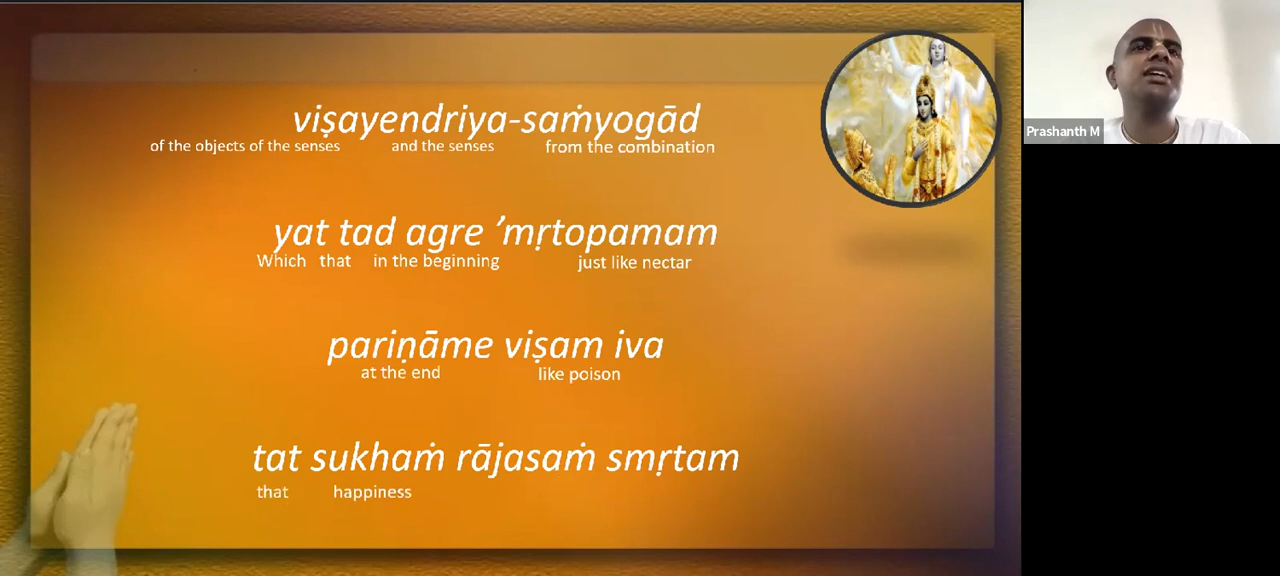 viṣayendriya-saṁyogād
of the objects of the senses and the senses from the combination
yat tad agre ’mṛtopamam
Which that in the beginning just like nectar
pariṇāme viṣam iva
at the end like poison
tat sukhaṁ rājasaṁ smṛtam
that happiness
Prashanth M